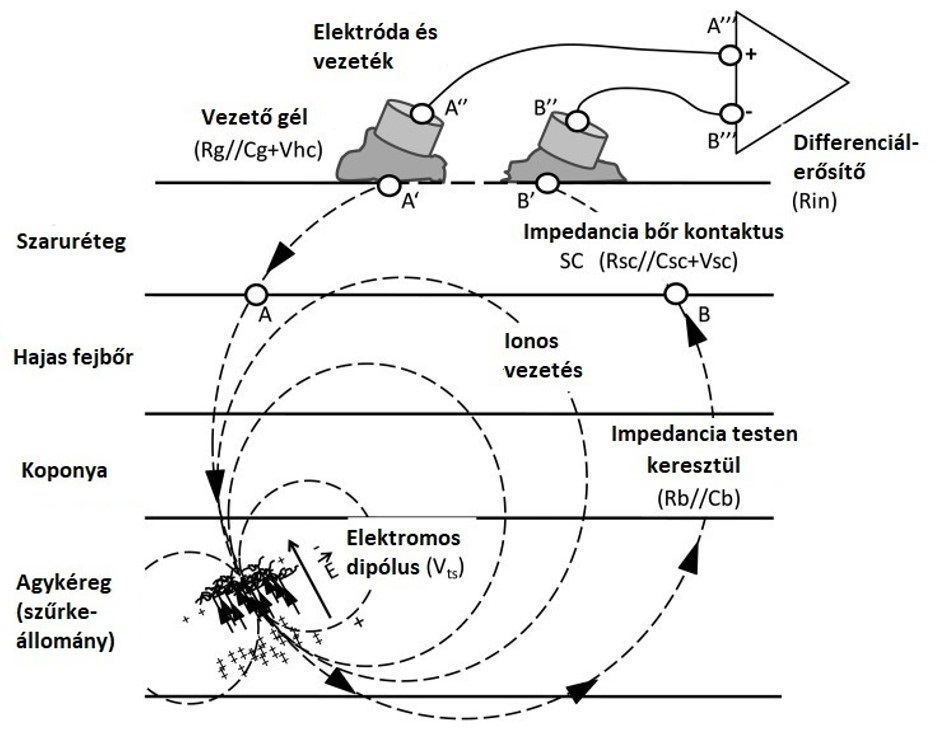 Elektróda és
vezeték
A'''
+
A''
B''
-
B'''
Vezető gél
(Rg//Cg+Vhc)
Differenciál-
erősítő
(Rin)
A'
B'
Szaruréteg
Impedancia bőr kontaktus
SC (Rsc//Csc+Vsc)
A
B
Hajas fejbőr
Ionos
vezetés
Koponya
Impedancia testen
keresztül
(Rb//Cb)
Elektromos
dipólus (Vts)
E
Agykéreg
(szűrke-
állomány)